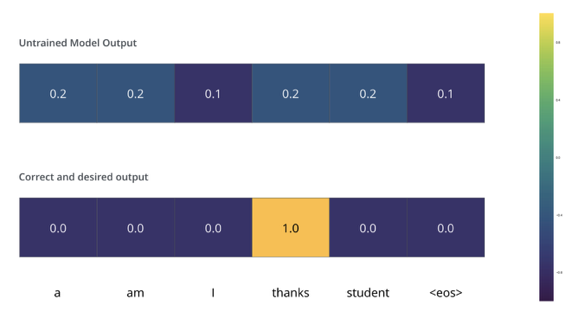 Untrained Model Output
0.2 0.2 0.1 0.2 0.2 0.1
Correct and desired output
0.0 0.0 0.0 1.0 0.0 0.0
a am I thanks student <eos>